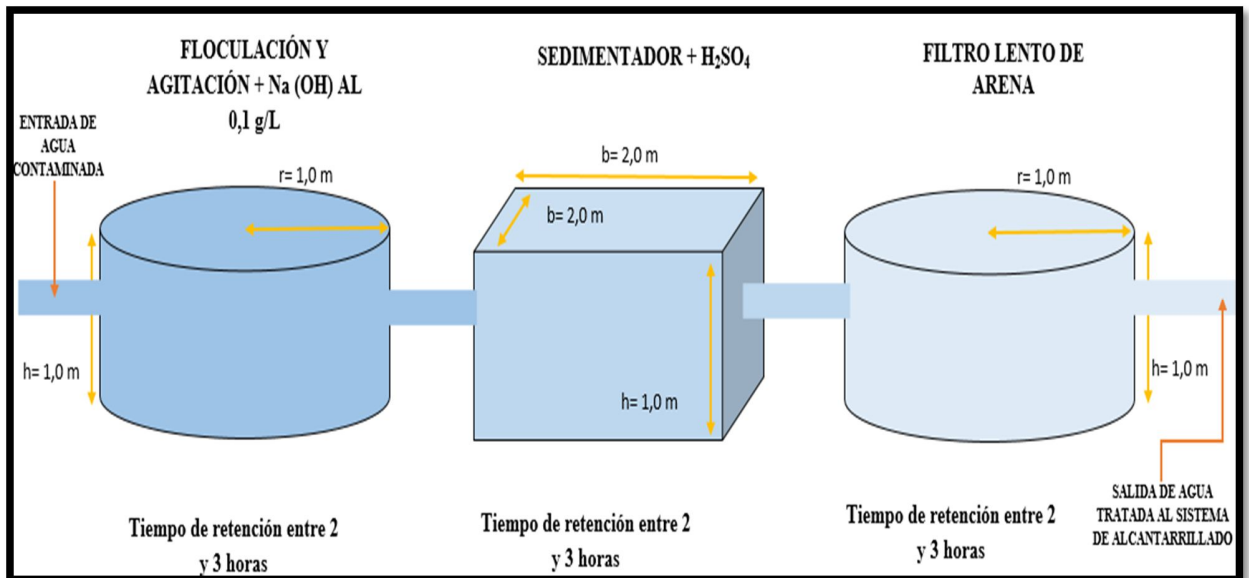 FLOCULACIÓN Y
AGITACIÓN + Na (OH) AL
0,1 g/L
SEDIMENTADOR + H₂SO₄
FILTRO LENTO DE
ARENA
ENTRADA DE
AGUA
CONTAMINADA
r= 1,0 m
h= 1,0 m
b= 2,0 m
b= 2,0 m
h= 1,0 m
r= 1,0 m
h= 1,0 m
Tiempo de retención entre 2
y 3 horas
Tiempo de retención entre 2
y 3 horas
Tiempo de retención entre 2
y 3 horas
SALIDA DE AGUA
TRATADA AL SISTEMA
DE ALCANTARRILLADO